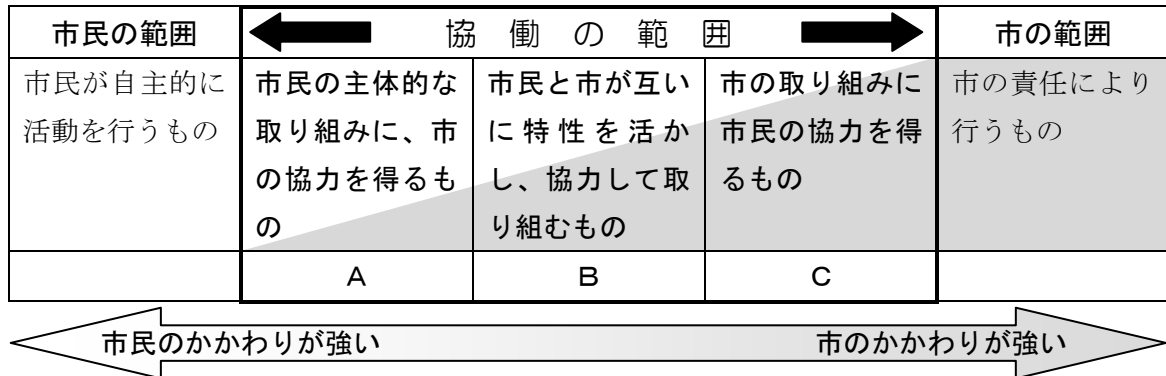 市民の範囲
協働の範囲
市の範囲
市民が自主的に
活動を行うもの
市民の主体的な
取り組みに、市
の協力を得るも
の
市民と市が互い
に特性を活か
し、協力して取
り組むもの
市の取り組みに
市民の協力を得
るもの
市の責任により
行うもの
A
B
C
市民のかかわりが強い
市のかかわりが強い